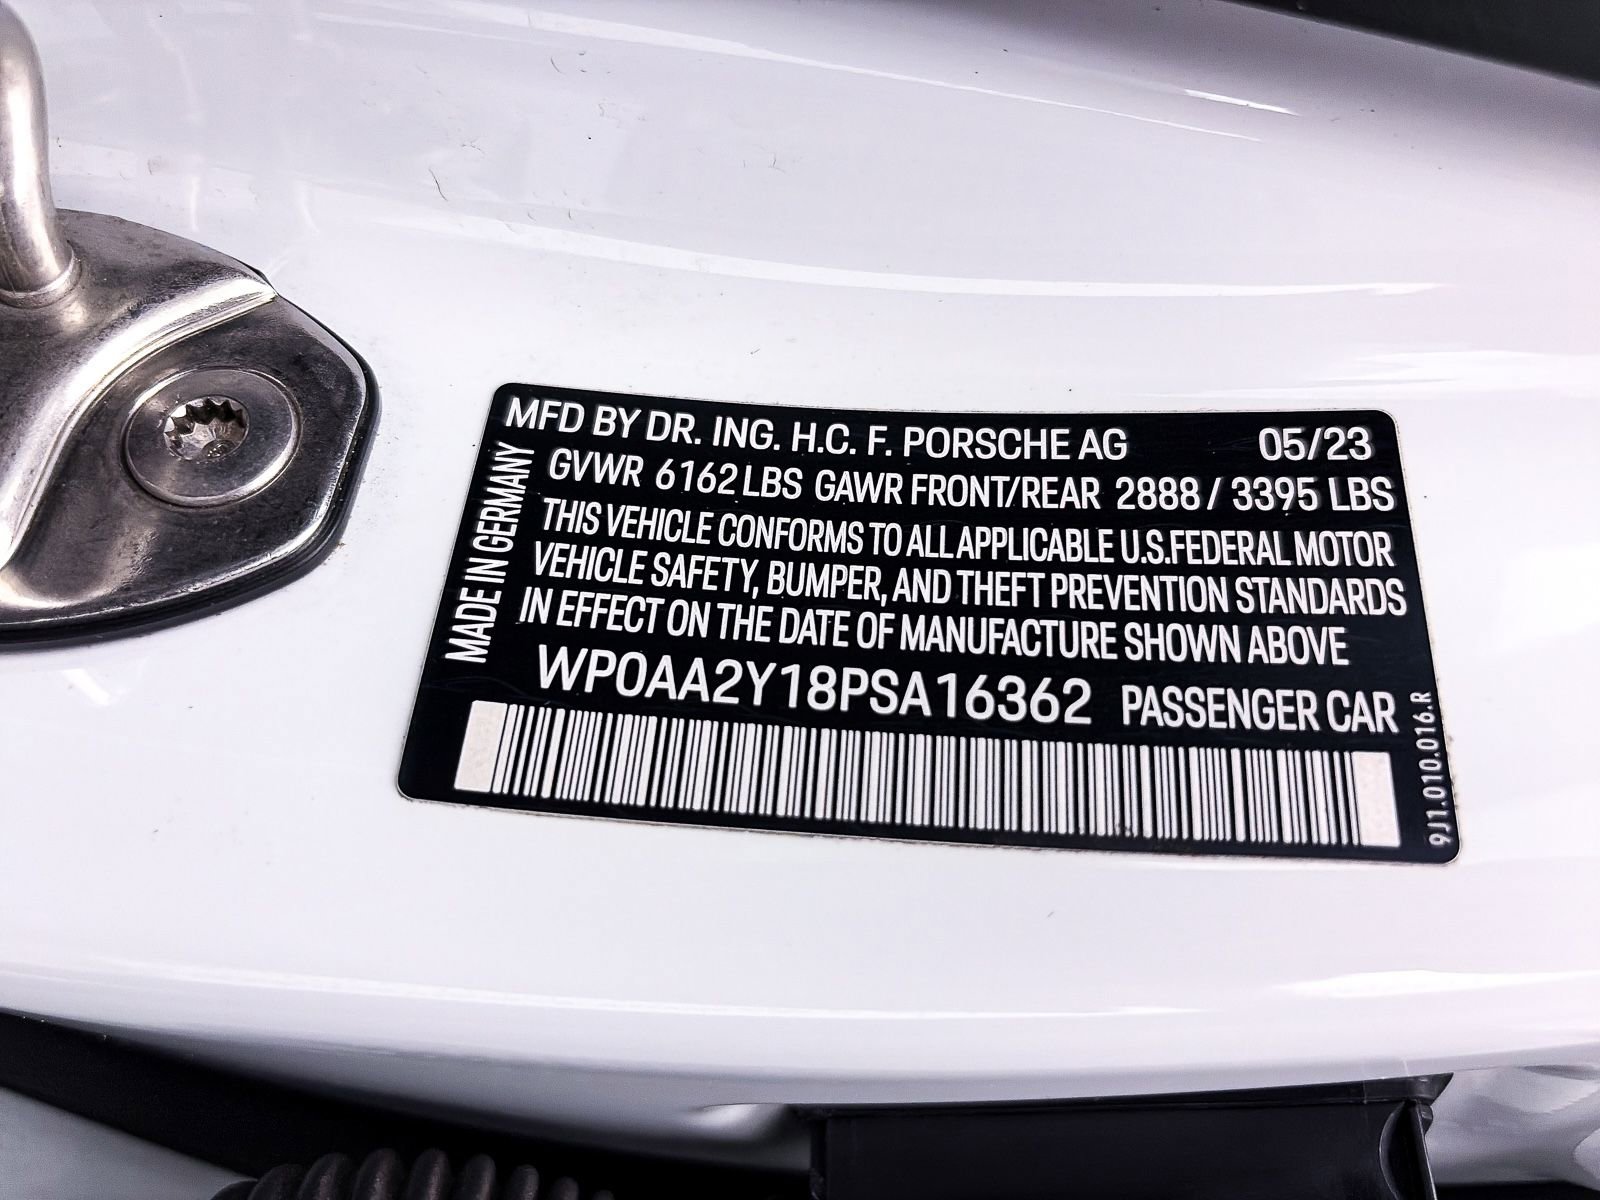 MFD BY DR. ING. H.C. F. PORSCHE AG 05/23
GVWR 6162 LBS GAWR FRONT/REAR 2888 / 3395 LBS
THIS VEHICLE CONFORMS TO ALL APPLICABLE U.S.FEDERAL MOTOR
VEHICLE SAFETY, BUMPER, AND THEFT PREVENTION STANDARDS
IN EFFECT ON THE DATE OF MANUFACTURE SHOWN ABOVE
WP0AA2Y18PSA16362 PASSENGER CAR
MADE IN GERMANY
9J1.010.016.R